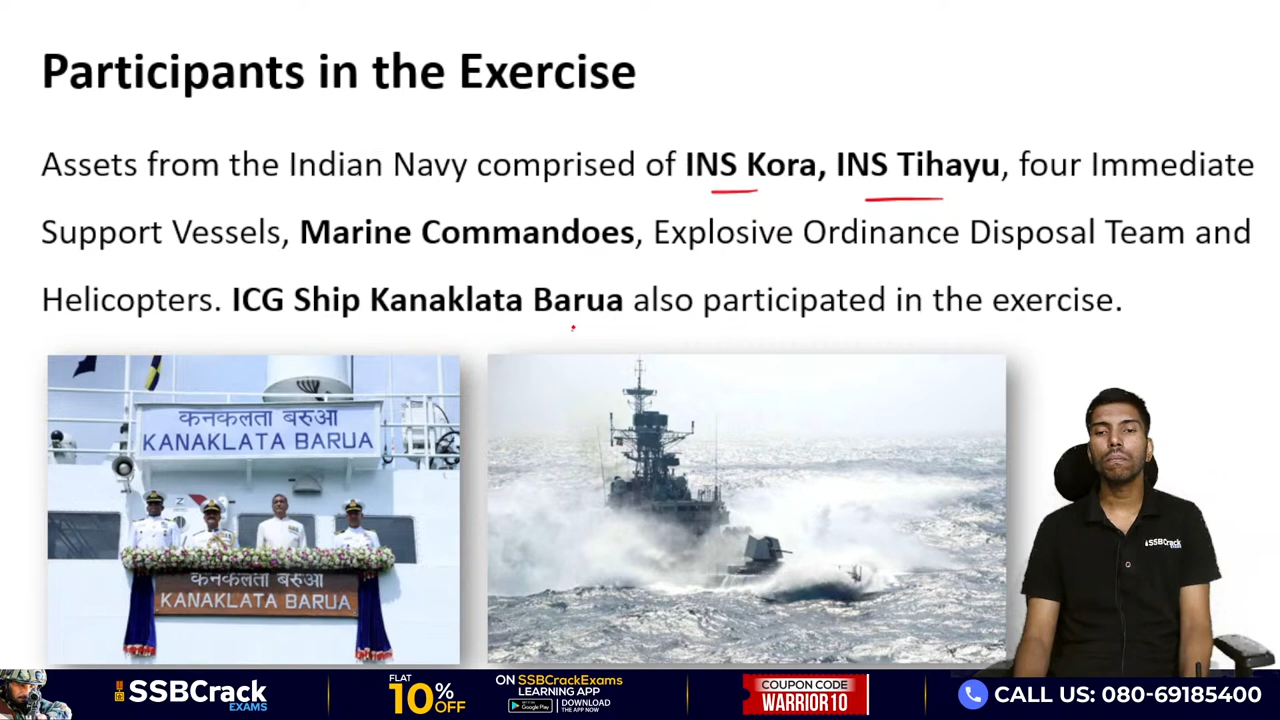 Participants in the Exercise
Assets from the Indian Navy comprised of INS Kora, INS Tihayu, four Immediate
Support Vessels, Marine Commandoes, Explosive Ordinance Disposal Team and
Helicopters. ICG Ship Kanaklata Barua also participated in the exercise.
कनकलता बरुआ
KANAKLATA BARUA
कनकलता बरुआ
KANAKLATA BARUA
SSBCrack
EXAMS
SSBCrack
EXAMS
FLAT
10% OFF
ON SSBCrackExams
LEARNING APP
Google Play
DOWNLOAD
THE APP NOW
COUPON CODE
WARRIOR10
CALL US: 080-69185400